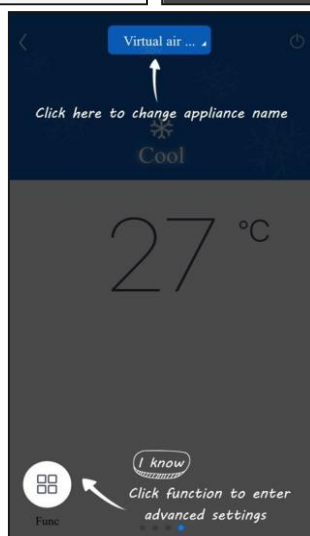 Virtual air ...
Click here to change appliance name
Cool
27 °C
I know
Click function to enter
advanced settings
Func